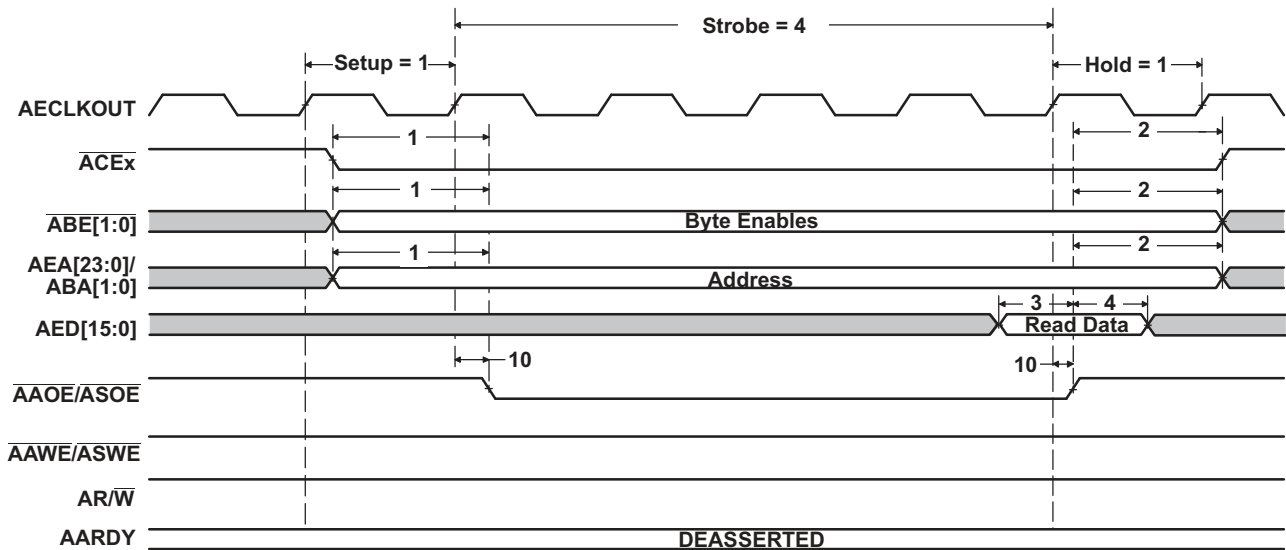 Strobe = 4
Setup = 1
Hold = 1
AECLKOUT
1
2
ACEx
1
2
ABE[1:0]
Byte Enables
1
2
AEA[23:0]/
ABA[1:0]
Address
3
4
AED[15:0]
Read Data
10
10
AAOE/ASOE
AAWE/ASWE
AR/W
AARDY
DEASSERTED